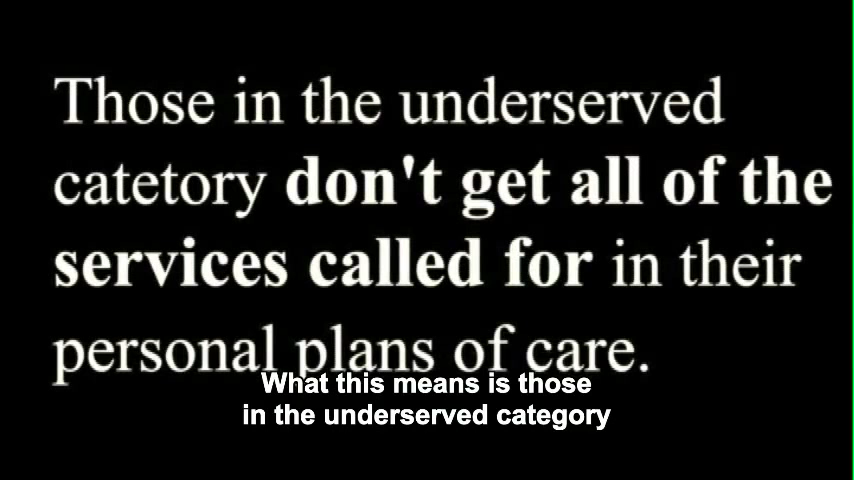 Those in the underserved
catetory don't get all of the
services called for in their
personal plans of care.
What this means is those
in the underserved category